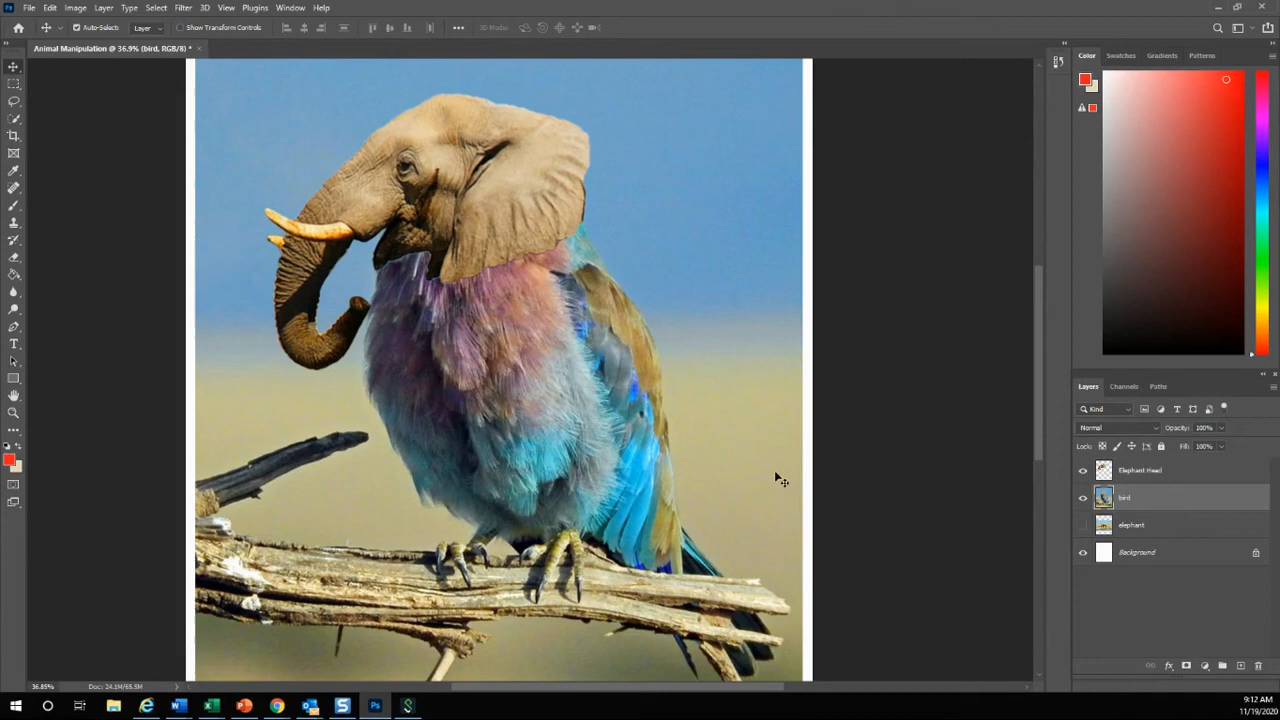 File Edit Image Layer Type Select Filter 3D View Plugins Window Help
Auto-Select: Layer Show Transform Controls 3D Mode:
Animal Manipulation @ 36.9% (bird, RGB/8) *
Color Swatches Gradients Patterns
Layers Channels Paths
Kind
Normal Opacity: 100%
Lock: Fill: 100%
Elephant Head
bird
elephant
Background
36.85% Doc: 24.1M/65.5M
9:12 AM
11/19/2020